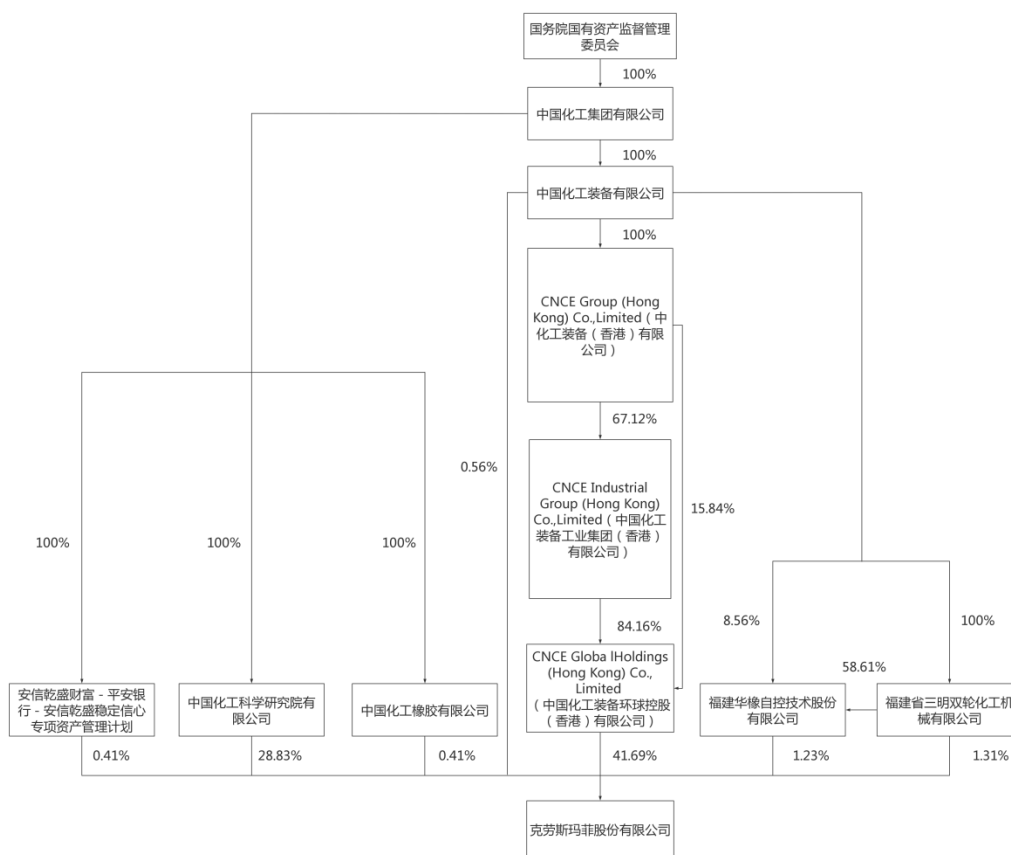 国务院国有资产监督管理
委员会
100%
中国化工集团有限公司
100%
中国化工装备有限公司
100%
CNCE Group (Hong
Kong) Co.,Limited（中
化工装备（香港）有限
公司）
67.12%
0.56%
CNCE Industrial
Group (Hong Kong)
Co.,Limited（中国化工
装备工业集团（香港）
有限公司）
15.84%
100%
100%
100%
84.16%
8.56%
100%
58.61%
安信乾盛财富－平安银
行－安信乾盛稳定信心
专项资产管理计划
中国化工科学研究院有
限公司
中国化工橡胶有限公司
CNCE Globa lHoldings
(Hong Kong) Co.,
Limited
（中国化工装备环球控股
（香港）有限公司）
福建华橡自控技术股份
有限公司
福建省三明双轮化工机
械有限公司
0.41%
28.83%
0.41%
41.69%
1.23%
1.31%
克劳斯玛菲股份有限公司